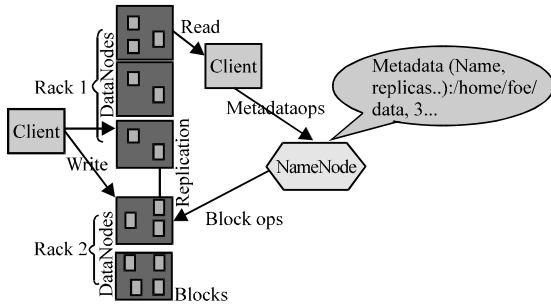 Read
Client
Metadata (Name,
replicas..):/home/foe/
data, 3...
Rack 1
DataNodes
Metadataops
Client
Write
Replication
NameNode
Block ops
Rack 2
DataNodes
Blocks